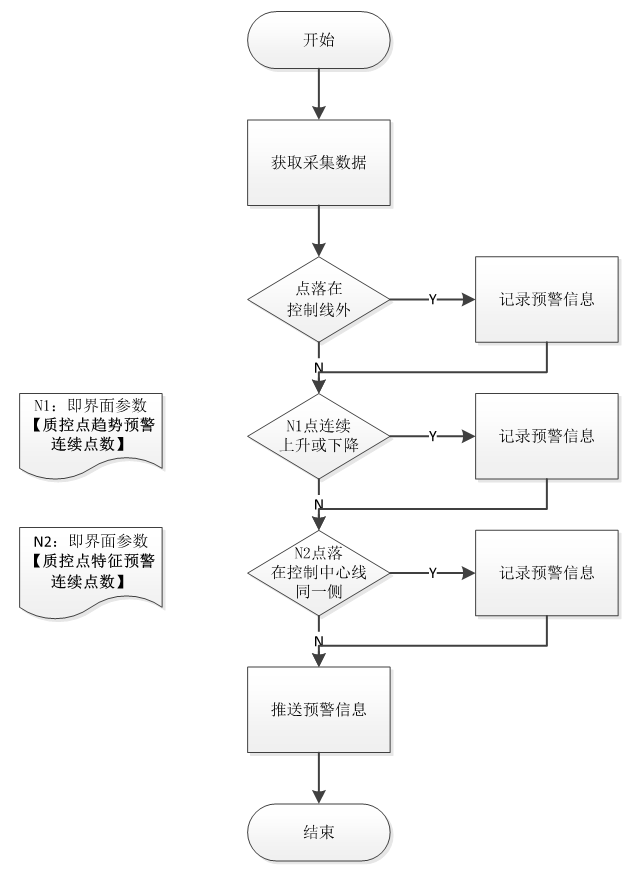 开始
获取采集数据
点落在
控制线外
Y
记录预警信息
N
N1：即界面参数
【质控点趋势预警
连续点数】
N1点连续
上升或下降
Y
记录预警信息
N
N2：即界面参数
【质控点特征预警
连续点数】
N2点落
在控制中心线
同一侧
Y
记录预警信息
N
推送预警信息
结束